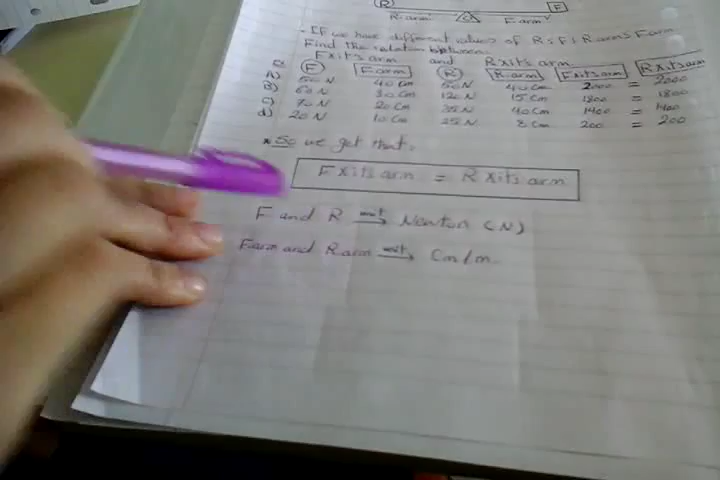 R F
R arm F arm
- If we have different values of R, F, R arm & F arm
Find the relation between:
F x its arm and R x its arm
F F arm R R arm F x its arm R x its arm
a) 50 N 40 cm 50 N 40 cm 2000 = 2000
b) 60 N 30 cm 120 N 15 cm 1800 = 1800
c) 70 N 20 cm 35 N 40 cm 1400 = 1400
d) 20 N 10 cm 25 N 8 cm 200 = 200
* So we get that:
F x its arm = R x its arm
F and R unit → Newton (N)
F arm and R arm unit → Cm/m